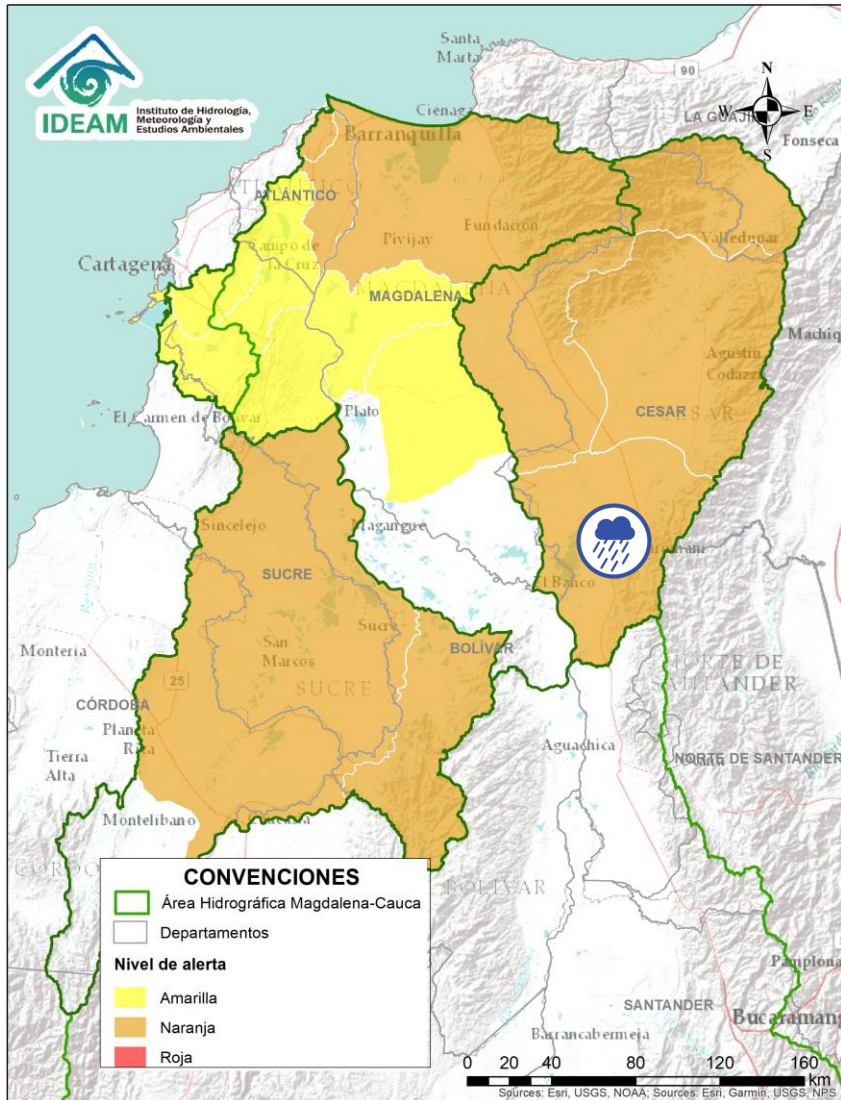 IDEAM
Instituto de Hidrología,
Meteorología y
Estudios Ambientales
Santa
Marta
90
N
W
E
S
LA GUAJIRA
Fonseca
Ciénaga
Barranquilla
ATLÁNTICO
Fundación
Pivijay
Valledupar
Campo de
la Cruz
Cartagena
MAGDALENA
Agustín
Codazzi
CESAR
El Carmen de Bolívar
Plato
Sincelejo
Magangue
SUCRE
El Banco
Sucre
BOLÍVAR
San
Marcos
SUCRE
Montería
25
CÓRDOBA
Planeta
Rica
Tierra
Alta
NORTE DE
SANTANDER
Aguachica
NORTE DE SANTANDER
Montelibano
BOLÍVAR
CONVENCIONES
Área Hidrográfica Magdalena-Cauca
Departamentos
Nivel de alerta
Amarilla
Naranja
Roja
Pamplona
SANTANDER
Bucaramang
Barrancabermeja
0 20 40 80 120 160
Km
Sources: Esri, USGS, NOAA; Sources: Esri, Garmin, USGS, NPS